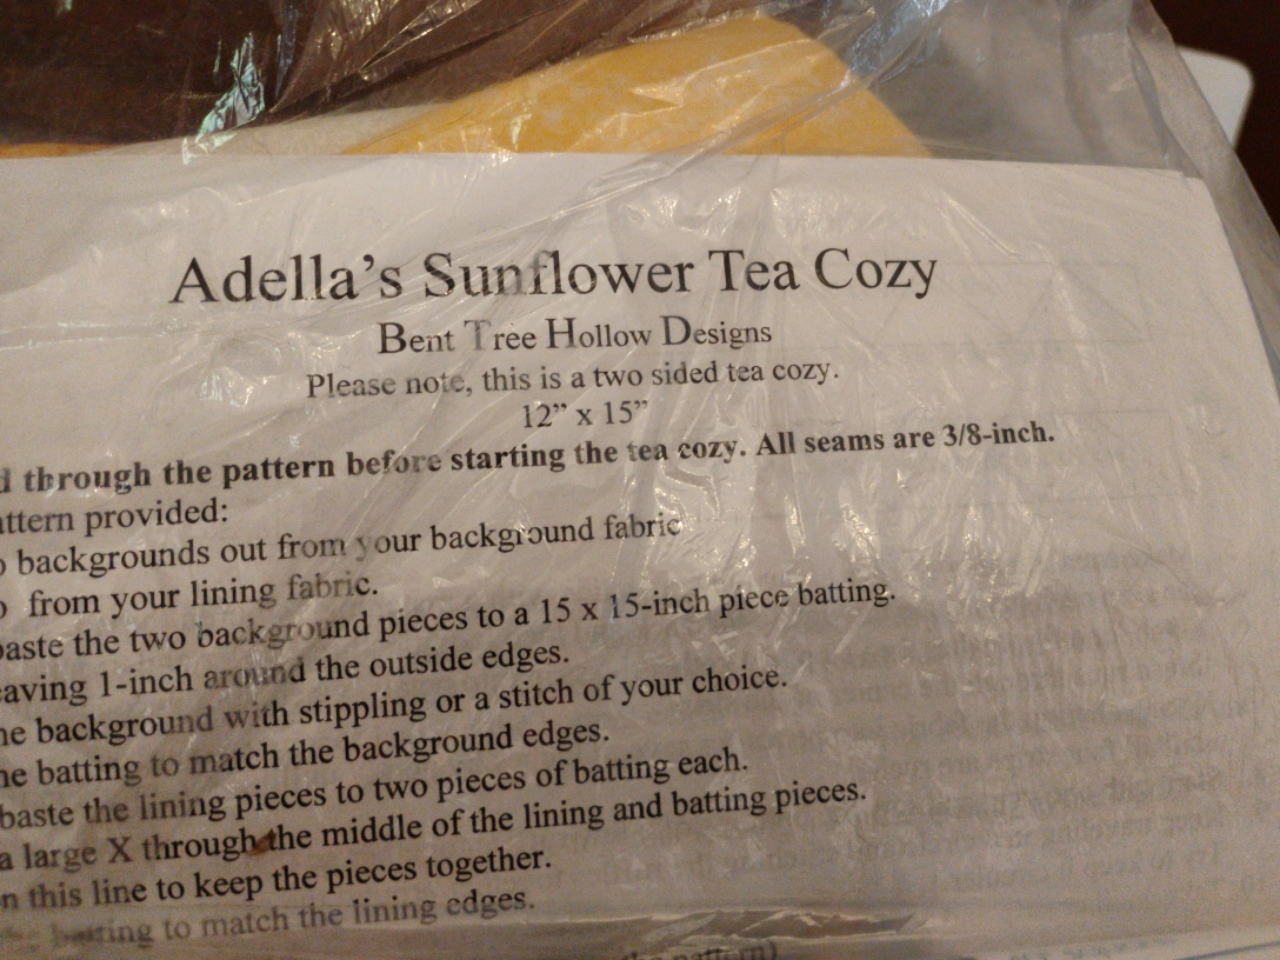 Adella’s Sunflower Tea Cozy
Bent Tree Hollow Designs
Please note, this is a two sided tea cozy.
12” x 15”
through the pattern before starting the tea cozy. All seams are 3/8-inch.
provided:
backgrounds out from your background fabric
from your lining fabric.
the two background pieces to a 15 x 15-inch piece batting.
1-inch around the outside edges.
background with stippling or a stitch of your choice.
batting to match the background edges.
baste the lining pieces to two pieces of batting each.
a large X through the middle of the lining and batting pieces.
this line to keep the pieces together.
batting to match the lining edges.
the pattern)